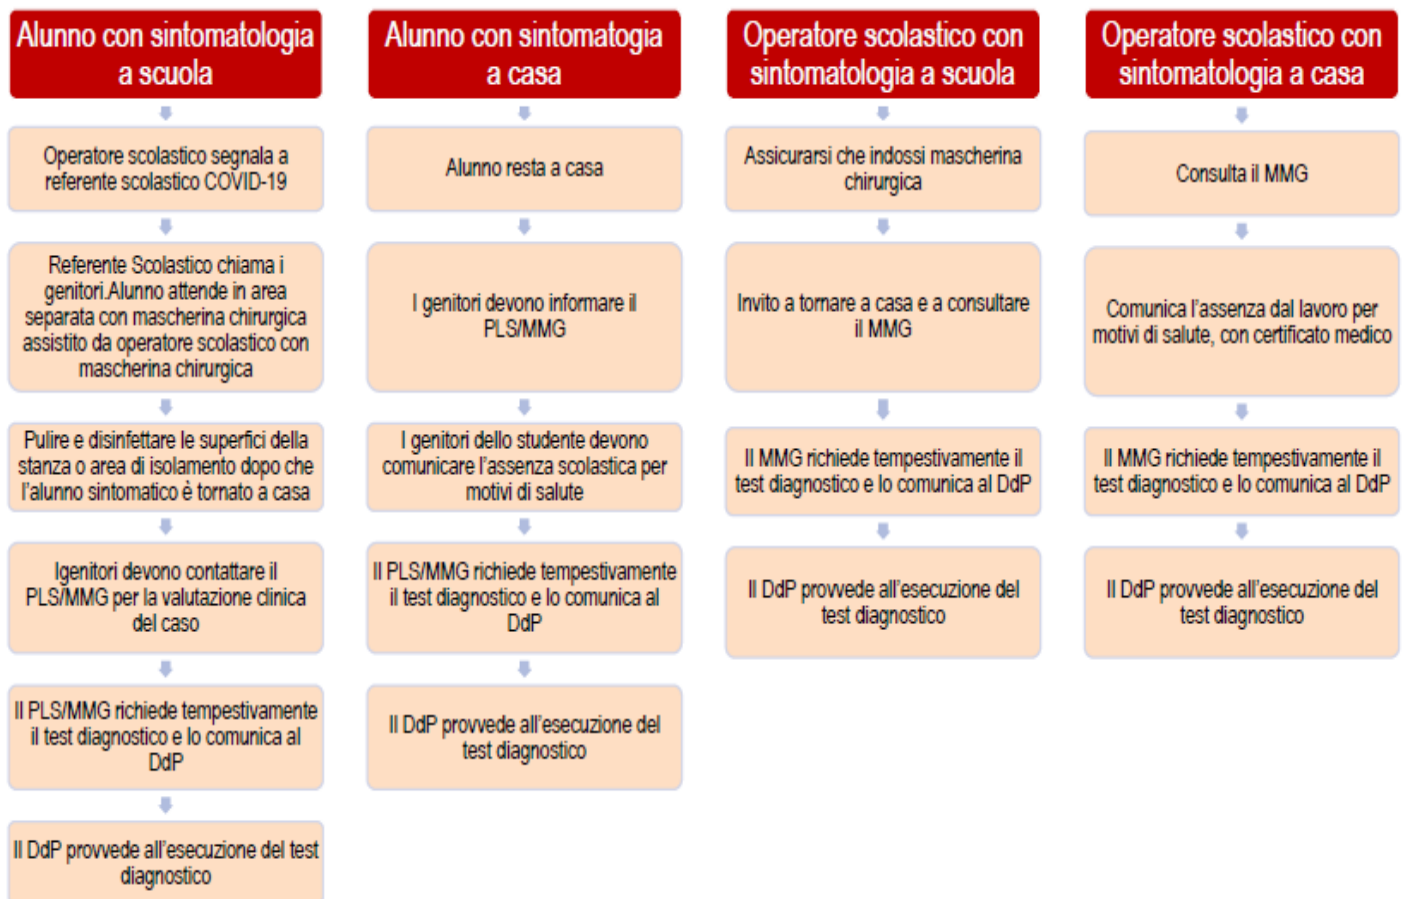 Alunno con sintomatologia
a scuola
Operatore scolastico segnala a
referente scolastico COVID-19
Referente Scolastico chiama i
genitori.Alunno attende in area
separata con mascherina chirurgica
assistito da operatore scolastico con
mascherina chirurgica
Pulire e disinfettare le superfici della
stanza o area di isolamento dopo che
l'alunno sintomatico è tornato a casa
Igenitori devono contattare il
PLS/MMG per la valutazione clinica
del caso
Il PLS/MMG richiede tempestivamente
il test diagnostico e lo comunica al
DdP
Il DdP provvede all'esecuzione del test
diagnostico
Alunno con sintomatogia
a casa
Alunno resta a casa
I genitori devono informare il
PLS/MMG
I genitori dello studente devono
comunicare l'assenza scolastica per
motivi di salute
Il PLS/MMG richiede tempestivamente
il test diagnostico e lo comunica al
DdP
Il DdP provvede all'esecuzione del
test diagnostico
Operatore scolastico con
sintomatologia a scuola
Assicurarsi che indossi mascherina
chirurgica
Invito a tornare a casa e a consultare
il MMG
Il MMG richiede tempestivamente il
test diagnostico e lo comunica al DdP
Il DdP provvede all'esecuzione del
test diagnostico
Operatore scolastico con
sintomatologia a casa
Consulta il MMG
Comunica l'assenza dal lavoro per
motivi di salute, con certificato medico
Il MMG richiede tempestivamente il
test diagnostico e lo comunica al DdP
Il DdP provvede all'esecuzione del
test diagnostico